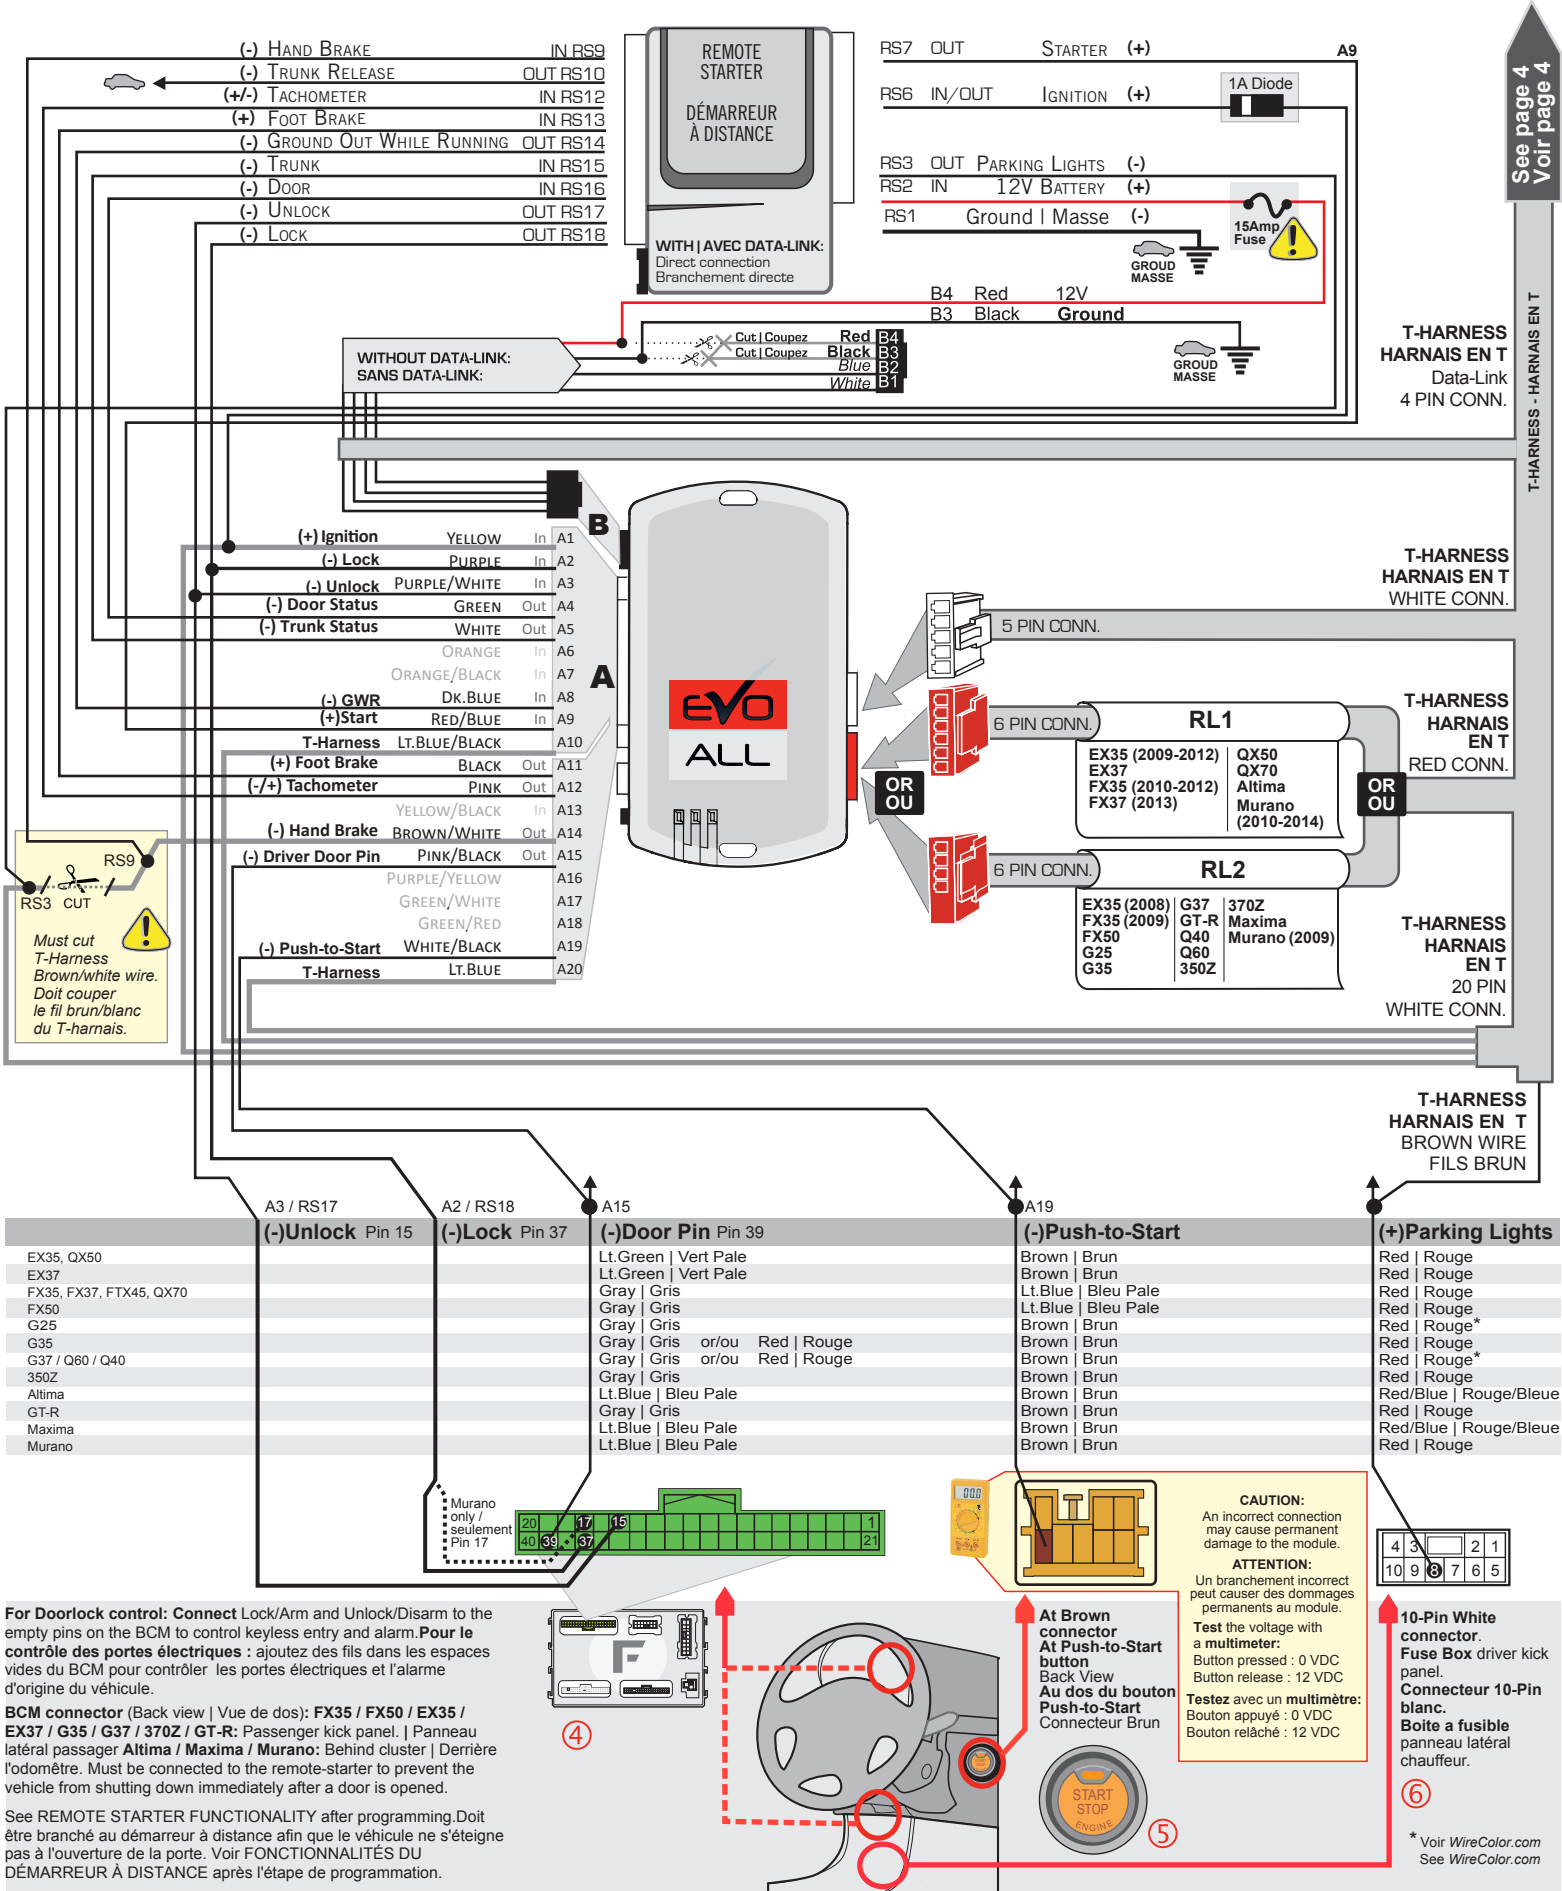 (-) HAND BRAKE IN RS9
(-) TRUNK RELEASE OUT RS10
(+/-) TACHOMETER IN RS12
(+) FOOT BRAKE IN RS13
(-) GROUND OUT WHILE RUNNING OUT RS14
(-) TRUNK IN RS15
(-) DOOR IN RS16
(-) UNLOCK OUT RS17
(-) LOCK OUT RS18
REMOTE
STARTER
DÉMARREUR
À DISTANCE
WITH | AVEC DATA-LINK:
Direct connection
Branchement directe
RS7 OUT STARTER (+) A9
RS6 IN/OUT IGNITION (+)
1A Diode
RS3 OUT PARKING LIGHTS (-)
RS2 IN 12V BATTERY (+)
RS1 Ground | Masse (-)
15Amp
Fuse
GROUD
MASSE
See page 4
Voir page 4
B4 Red 12V
B3 Black Ground
WITHOUT DATA-LINK:
SANS DATA-LINK:
Cut | Coupez Red B4
Cut | Coupez Black B3
Blue B2
White B1
GROUD
MASSE
T-HARNESS
HARNAIS EN T
Data-Link
4 PIN CONN.
T-HARNESS - HARNAIS EN T
B
A
(+) Ignition YELLOW In A1
(-) Lock PURPLE In A2
(-) Unlock PURPLE/WHITE In A3
(-) Door Status GREEN Out A4
(-) Trunk Status WHITE Out A5
ORANGE In A6
ORANGE/BLACK In A7
(-) GWR DK.BLUE In A8
(+)Start RED/BLUE In A9
T-Harness LT.BLUE/BLACK A10
(+) Foot Brake BLACK Out A11
(-/+) Tachometer PINK Out A12
YELLOW/BLACK In A13
(-) Hand Brake BROWN/WHITE Out A14
(-) Driver Door Pin PINK/BLACK Out A15
PURPLE/YELLOW A16
GREEN/WHITE A17
GREEN/RED A18
(-) Push-to-Start WHITE/BLACK A19
T-Harness LT.BLUE A20
EVO
ALL
RS9
RS3 CUT
Must cut
T-Harness
Brown/white wire.
Doit couper
le fil brun/blanc
du T-harnais.
T-HARNESS
HARNAIS EN T
WHITE CONN.
5 PIN CONN.
6 PIN CONN.
OR
OU
6 PIN CONN.
RL1
EX35 (2009-2012)
EX37
FX35 (2010-2012)
FX37 (2013)
QX50
QX70
Altima
Murano
(2010-2014)
RL2
EX35 (2008)
FX35 (2009)
FX50
G25
G35
G37
GT-R
Q40
Q60
350Z
370Z
Maxima
Murano (2009)
OR
OU
T-HARNESS
HARNAIS
EN T
RED CONN.
T-HARNESS
HARNAIS
EN T
20 PIN
WHITE CONN.
T-HARNESS
HARNAIS EN T
BROWN WIRE
FILS BRUN
A3 / RS17 A2 / RS18 A15 A19
(-)Unlock Pin 15 (-)Lock Pin 37 (-)Door Pin Pin 39 (-)Push-to-Start (+)Parking Lights
EX35, QX50 Lt.Green | Vert Pale Brown | Brun Red | Rouge
EX37 Lt.Green | Vert Pale Brown | Brun Red | Rouge
FX35, FX37, FTX45, QX70 Gray | Gris Lt.Blue | Bleu Pale Red | Rouge
FX50 Gray | Gris Lt.Blue | Bleu Pale Red | Rouge
G25 Gray | Gris Brown | Brun Red | Rouge*
G35 Gray | Gris or/ou Red | Rouge Brown | Brun Red | Rouge
G37 / Q60 / Q40 Gray | Gris or/ou Red | Rouge Brown | Brun Red | Rouge*
350Z Gray | Gris Brown | Brun Red | Rouge
Altima Lt.Blue | Bleu Pale Brown | Brun Red/Blue | Rouge/Bleue
GT-R Gray | Gris Brown | Brun Red | Rouge
Maxima Lt.Blue | Bleu Pale Brown | Brun Red/Blue | Rouge/Bleue
Murano Lt.Blue | Bleu Pale Brown | Brun Red | Rouge
Murano
only /
seulement
Pin 17
20 17 15 1
40 39 37 21
00.0
CAUTION:
An incorrect connection
may cause permanent
damage to the module.
ATTENTION:
Un branchement incorrect
peut causer des dommages
permanents au module.
Test the voltage with
a multimeter:
Button pressed : 0 VDC
Button release : 12 VDC
Testez avec un multimètre:
Bouton appuyé : 0 VDC
Bouton relâché : 12 VDC
4 3 2 1
10 9 8 7 6 5
For Doorlock control: Connect Lock/Arm and Unlock/Disarm to the
empty pins on the BCM to control keyless entry and alarm.Pour le
contrôle des portes électriques : ajoutez des fils dans les espaces
vides du BCM pour contrôler les portes électriques et l'alarme
d'origine du véhicule.
BCM connector (Back view | Vue de dos): FX35 / FX50 / EX35 /
EX37 / G35 / G37 / 370Z / GT-R: Passenger kick panel. | Panneau
latéral passager Altima / Maxima / Murano: Behind cluster | Derrière
l'odomêtre. Must be connected to the remote-starter to prevent the
vehicle from shutting down immediately after a door is opened.
See REMOTE STARTER FUNCTIONALITY after programming.Doit
être branché au démarreur à distance afin que le véhicule ne s'éteigne
pas à l'ouverture de la porte. Voir FONCTIONNALITÉS DU
DÉMARREUR À DISTANCE après l'étape de programmation.
F
4
At Brown
connector
At Push-to-Start
button
Back View
Au dos du bouton
Push-to-Start
Connecteur Brun
START
STOP
ENGINE
5
10-Pin White
connector.
Fuse Box driver kick
panel.
Connecteur 10-Pin
blanc.
Boite a fusible
panneau latéral
chauffeur.
6
* Voir WireColor.com
See WireColor.com